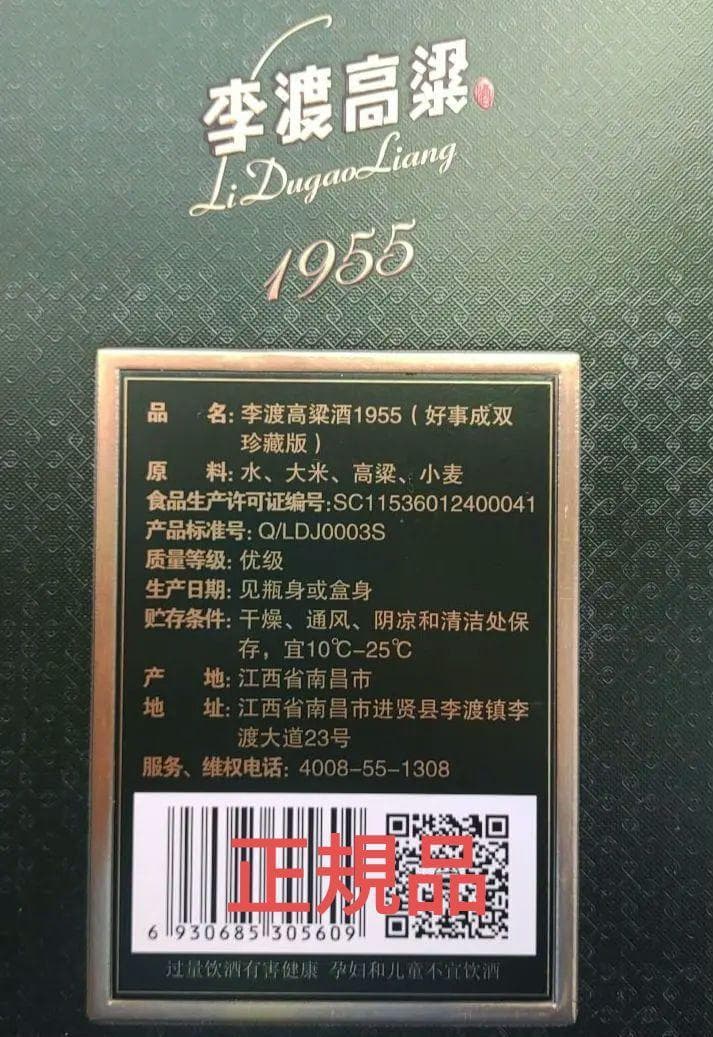 李渡高粱
Li Dugao Liang
1955
品 名: 李渡高粱酒1955（好事成双
珍藏版）
原 料: 水、大米、高粱、小麦
食品生产许可证编号:SC11536012400041
产品标准号: Q/LDJ0003S
质量等级: 优级
生产日期: 见瓶身或盒身
贮存条件: 干燥、通风、阴凉和清洁处保
存，宜10℃-25℃
产 地: 江西省南昌市
地 址: 江西省南昌市进贤县李渡镇李
渡大道23号
服务、维权电话: 4008-55-1308
正規品
6 930685 305609
过量饮酒有害健康 孕妇和儿童不宜饮酒